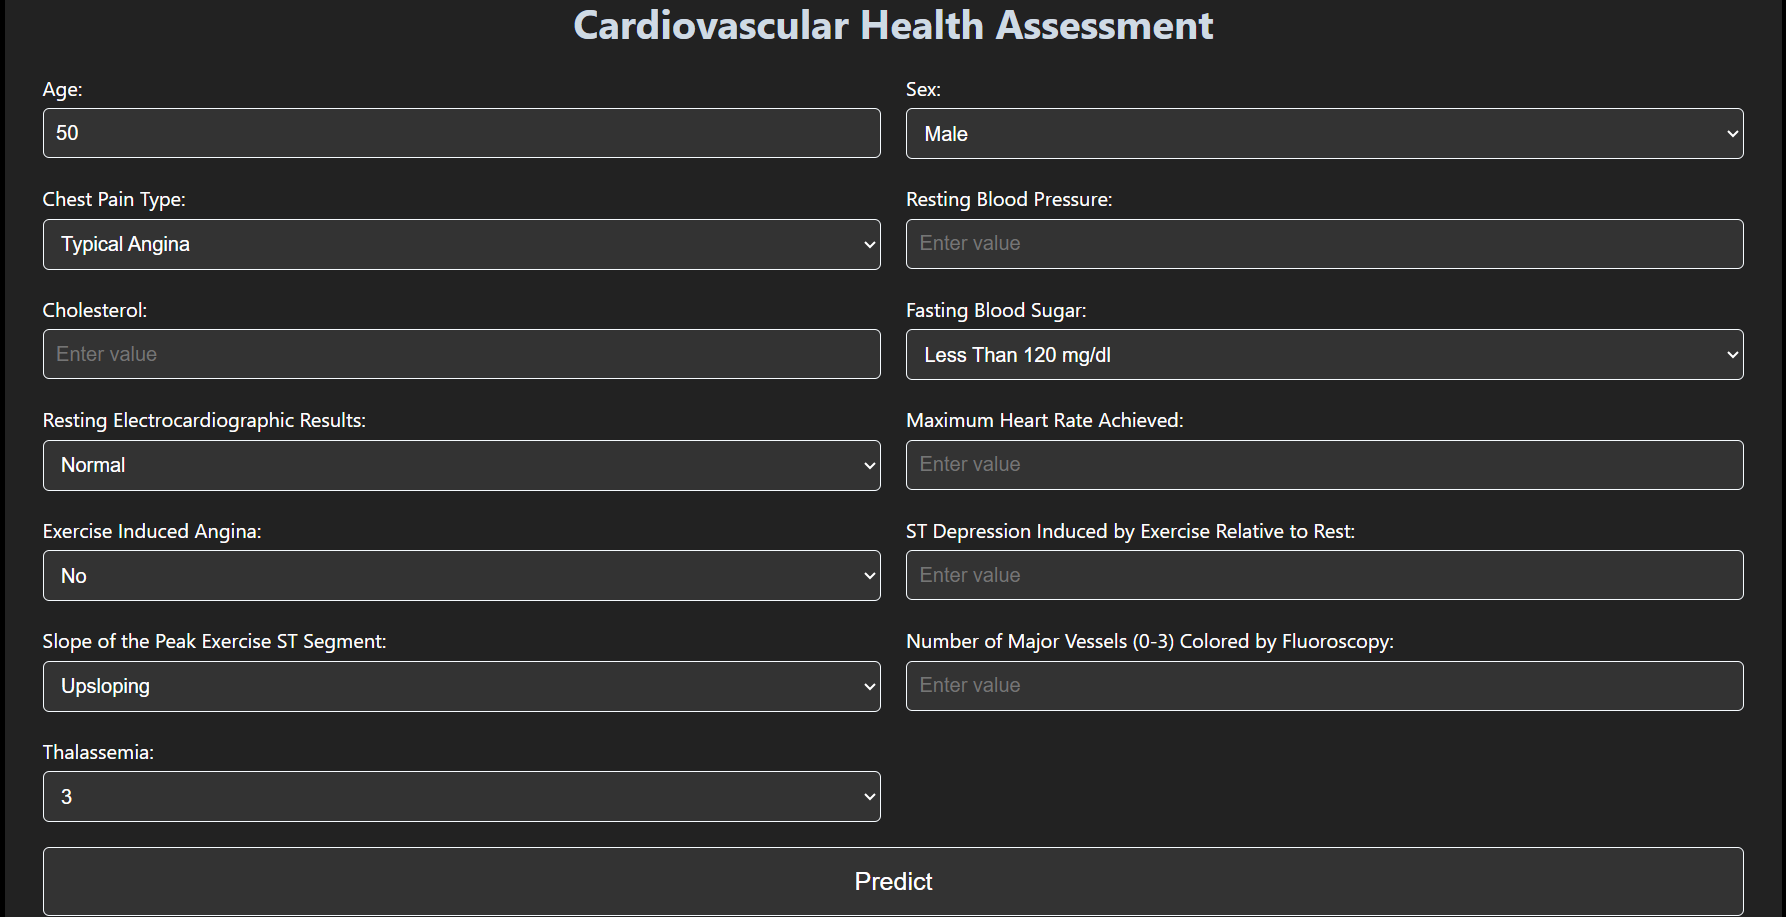 Cardiovascular Health Assessment
Age:
50
Sex:
Male
Chest Pain Type:
Typical Angina
Resting Blood Pressure:
Enter value
Cholesterol:
Enter value
Fasting Blood Sugar:
Less Than 120 mg/dl
Resting Electrocardiographic Results:
Normal
Maximum Heart Rate Achieved:
Enter value
Exercise Induced Angina:
No
ST Depression Induced by Exercise Relative to Rest:
Enter value
Slope of the Peak Exercise ST Segment:
Upsloping
Number of Major Vessels (0-3) Colored by Fluoroscopy:
Enter value
Thalassemia:
3
Predict